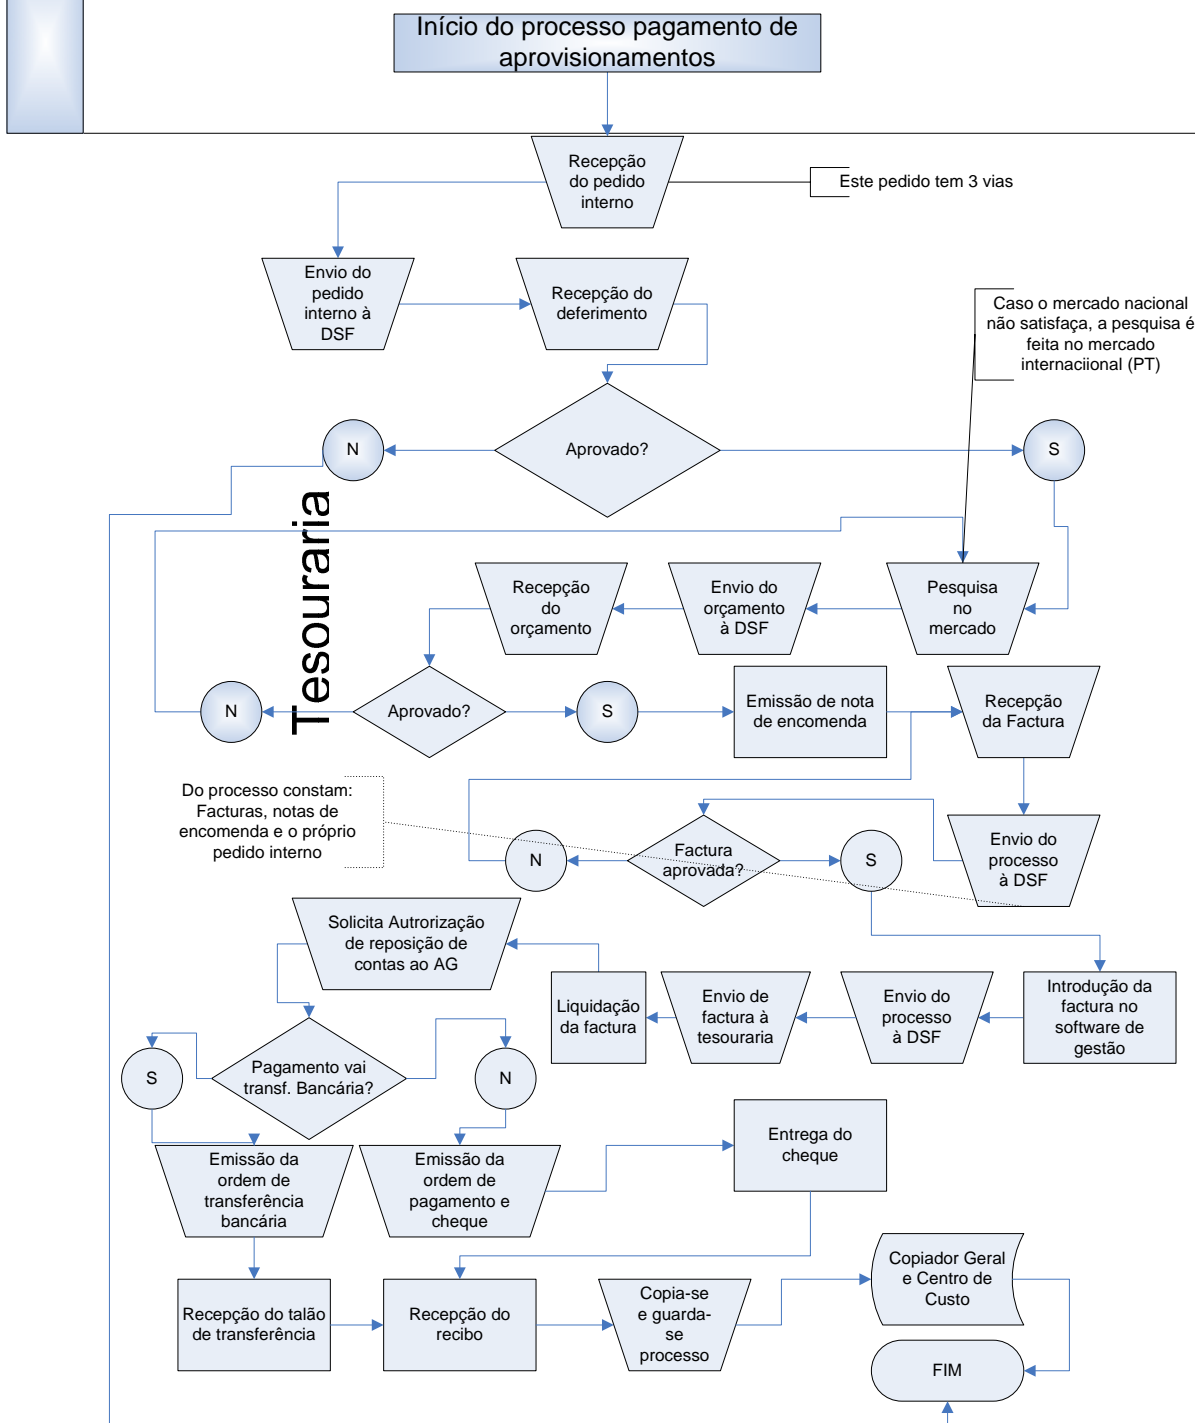 Início do processo pagamento de
aprovisionamentos
Recepção
do pedido
interno
Este pedido tem 3 vias
Envio do
pedido
interno à
DSF
Recepção do
deferimento
Caso o mercado nacional
não satisfaça, a pesquisa é
feita no mercado
internaciional (PT)
N
Aprovado?
S
Tesouraria
Recepção
do
orçamento
Envio do
orçamento
à DSF
Pesquisa
no
mercado
N
Aprovado?
S
Emissão de nota
de encomenda
Recepção
da Factura
Do processo constam:
Facturas, notas de
encomenda e o próprio
pedido interno
N
Factura
aprovada?
S
Envio do
processo
à DSF
Solicita Autrorização
de reposição de
contas ao AG
Liquidação
da factura
Envio de
factura à
tesouraria
Envio do
processo
à DSF
Introdução da
factura no
software de
gestão
S
Pagamento vai
transf. Bancária?
N
Emissão da
ordem de
transferência
bancária
Emissão da
ordem de
pagamento e
cheque
Entrega do
cheque
Recepção do talão
de transferência
Recepção do
recibo
Copia-se
e guarda-
se
processo
Copiador Geral
e Centro de
Custo
FIM